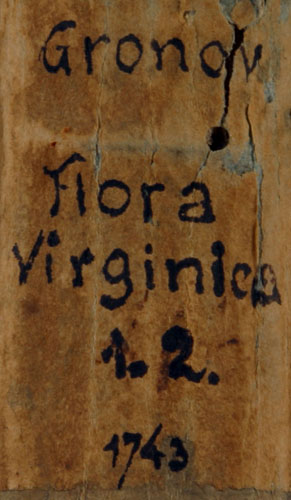 Gronov
Flora
Virginica
1. 2.
1743